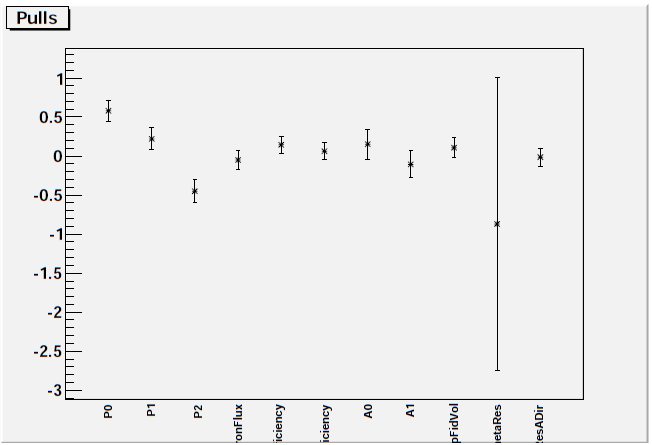 Pulls
1
0.5
0
-0.5
-1
-1.5
-2
-2.5
-3
P0
P1
P2
ronFlux
iciency
iciency
A0
A1
pFidVol
netaRes
esADir